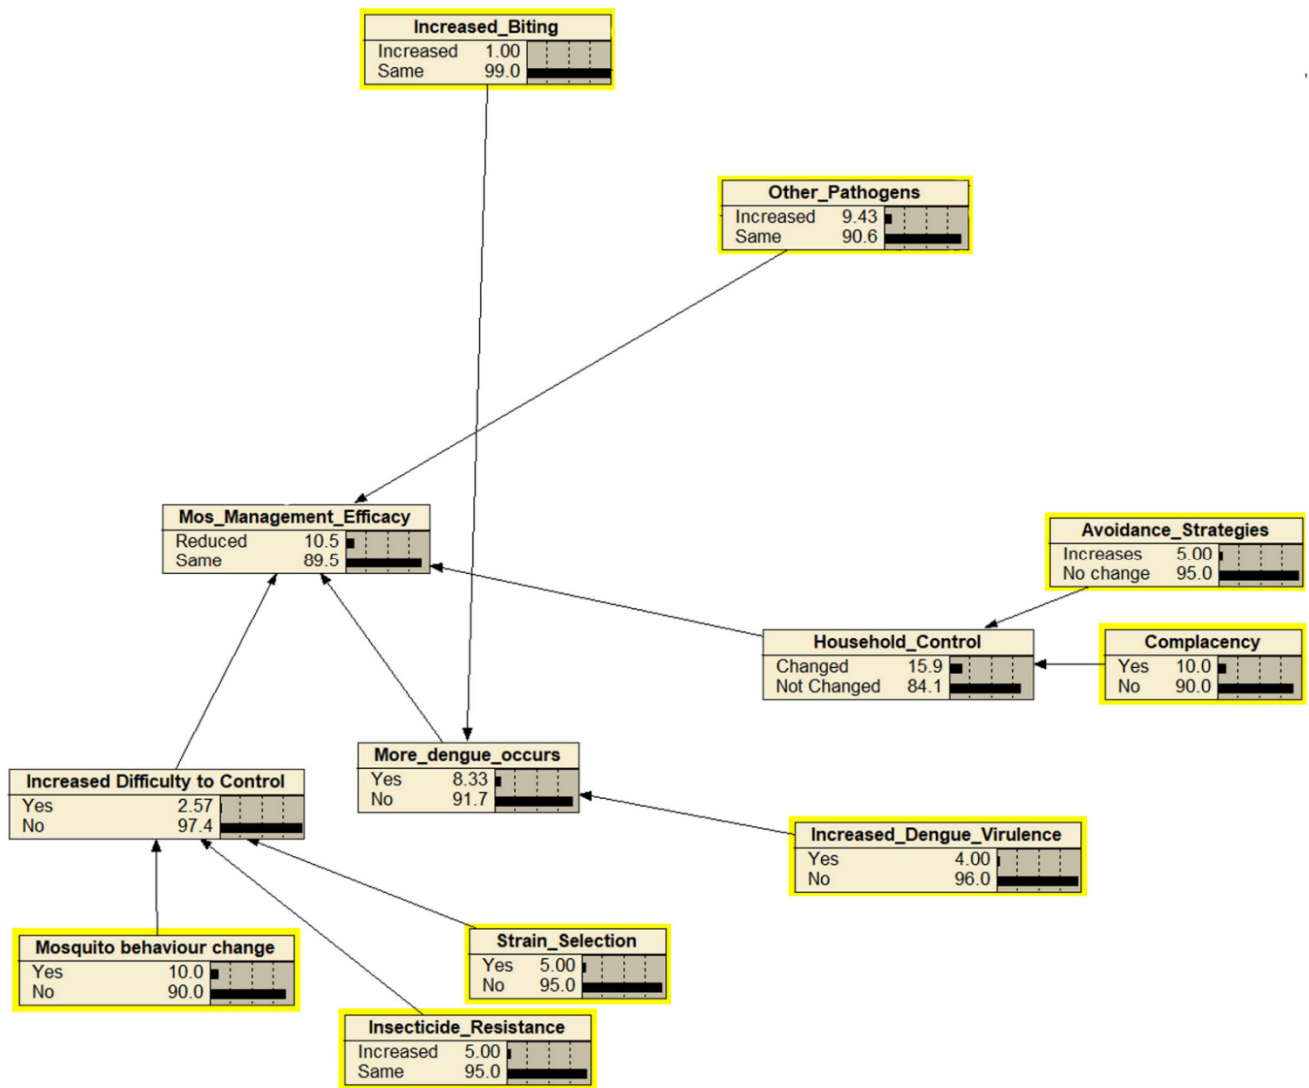 Increased_Biting
Increased 1.00
Same 99.0
Other_Pathogens
Increased 9.43
Same 90.6
Mos_Management_Efficacy
Reduced 10.5
Same 89.5
Avoidance_Strategies
Increases 5.00
No change 95.0
Household_Control
Changed 15.9
Not Changed 84.1
Complacency
Yes 10.0
No 90.0
More_dengue_occurs
Yes 8.33
No 91.7
Increased Difficulty to Control
Yes 2.57
No 97.4
Increased_Dengue_Virulence
Yes 4.00
No 96.0
Mosquito behaviour change
Yes 10.0
No 90.0
Strain_Selection
Yes 5.00
No 95.0
Insecticide_Resistance
Increased 5.00
Same 95.0